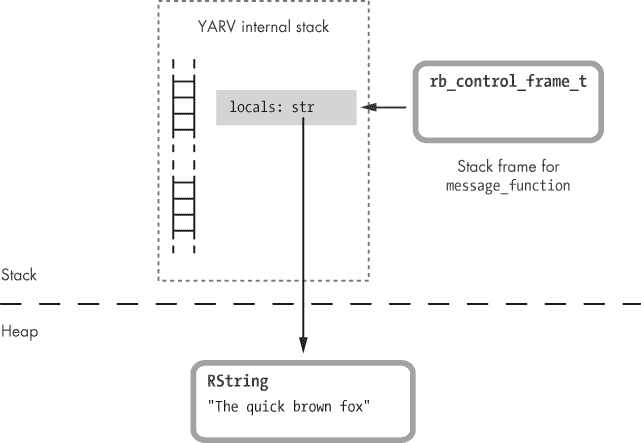 YARV internal stack
rb_control_frame_t
locals: str
Stack frame for
message_function
Stack
Heap
RString
"The quick brown fox"